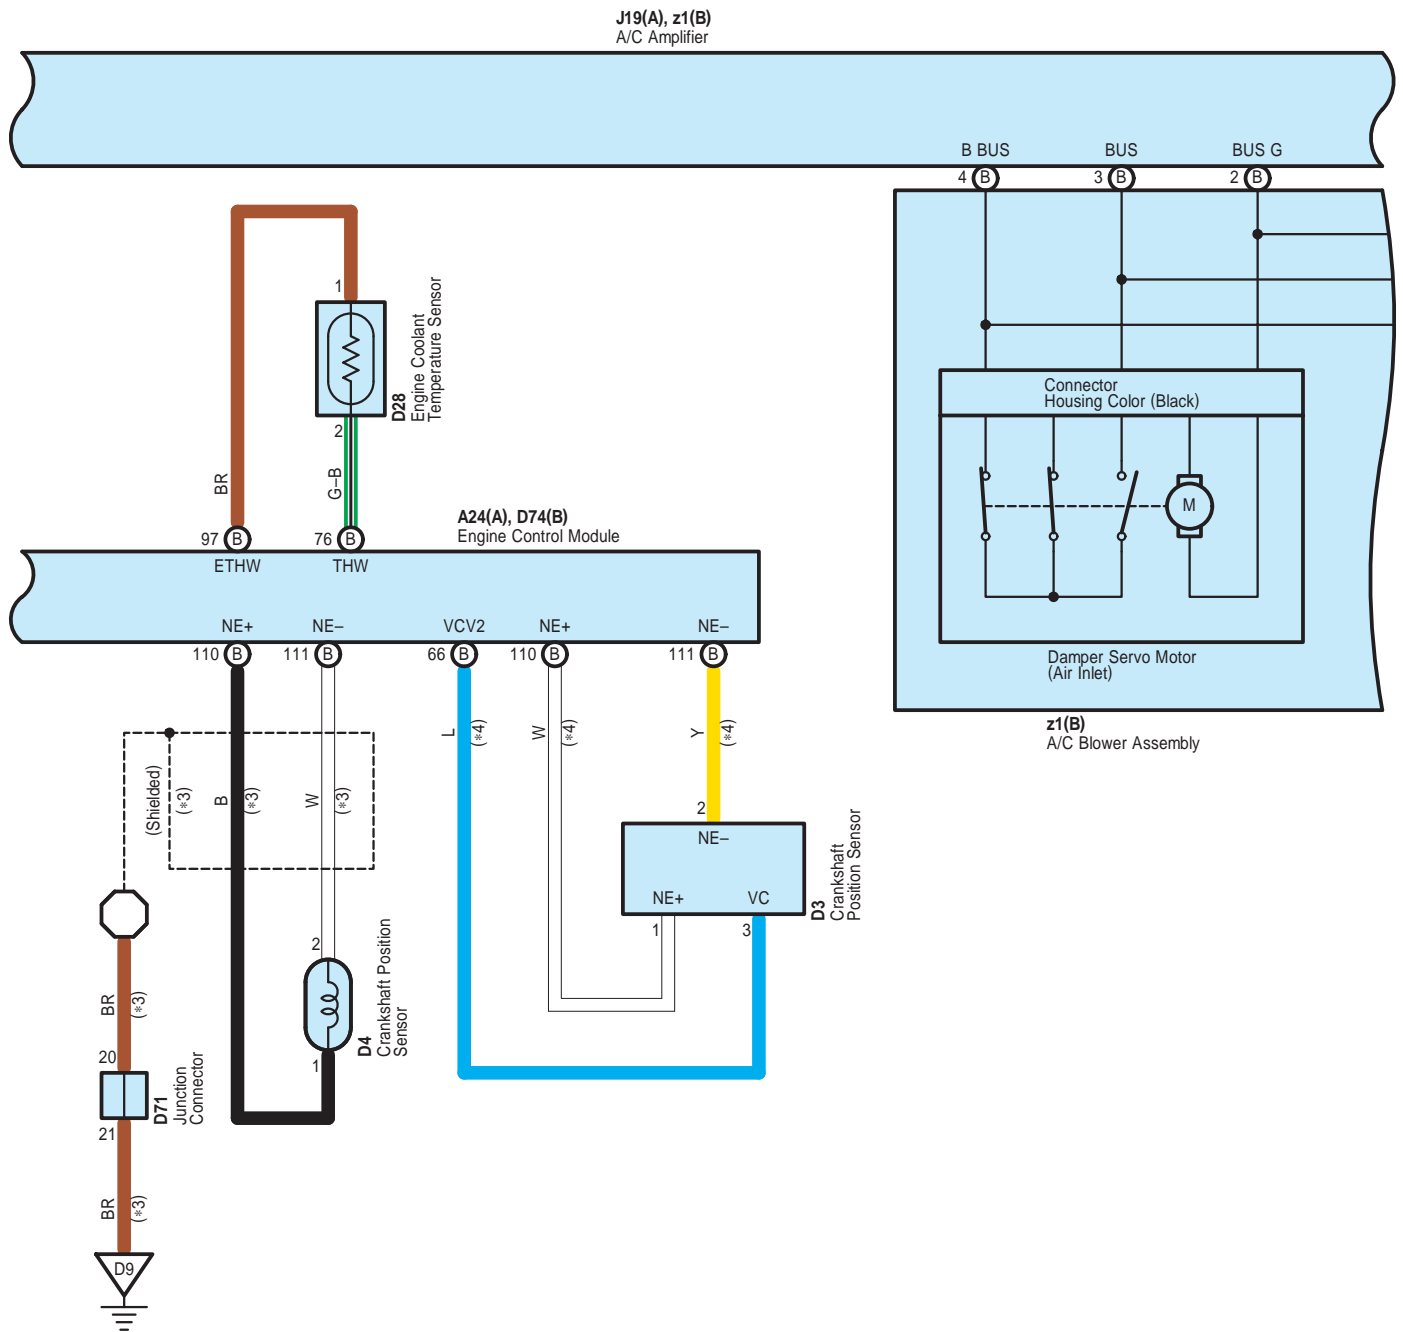 J19(A), z1(B)
A/C Amplifier
B BUS
BUS
BUS G
4 B
3 B
2 B
1
D28
Engine Coolant
Temperature Sensor
2
BR
G–B
Connector
Housing Color (Black)
M
Damper Servo Motor
(Air Inlet)
z1(B)
A/C Blower Assembly
A24(A), D74(B)
Engine Control Module
97 B
76 B
ETHW
THW
NE+
NE–
VCV2
NE+
NE–
110 B
111 B
66 B
110 B
111 B
(Shielded)
(∗3)
B
(∗3)
W
(∗3)
L
(∗4)
W
(∗4)
Y
(∗4)
2
NE–
NE+
VC
1
3
D3
Crankshaft
Position Sensor
2
1
D4
Crankshaft Position
Sensor
BR
(∗3)
20
21
D71
Junction
Connector
BR
(∗3)
D9